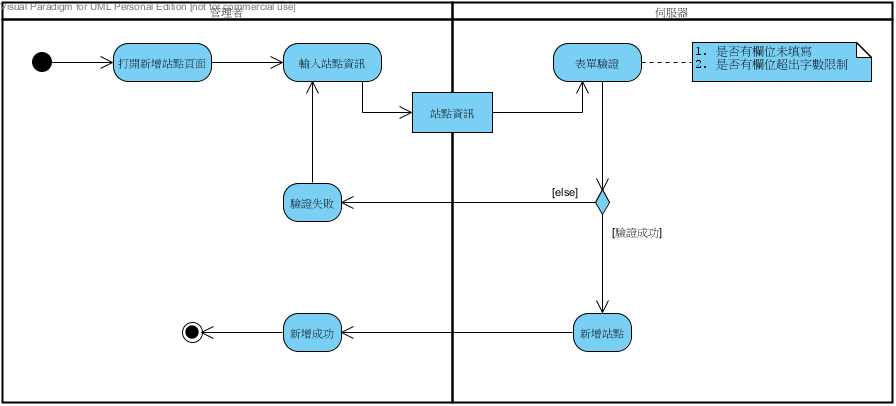 Visual Paradigm for UML Personal Edition [not for commercial use]
管理者
伺服器
打開新增站點頁面
輸入站點資訊
表單驗證
1. 是否有欄位未填寫
2. 是否有欄位超出字數限制
站點資訊
[else]
驗證失敗
[驗證成功]
新增成功
新增站點